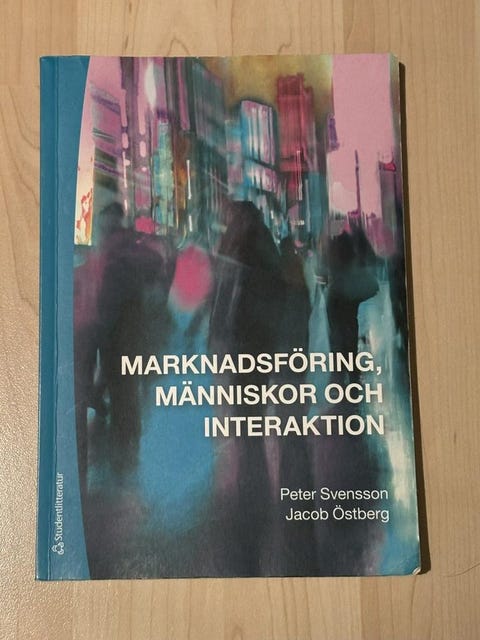 MARKNADSFÖRING,
MÄNNISKOR OCH
INTERAKTION
Peter Svensson
Jacob Östberg
Studentlitteratur